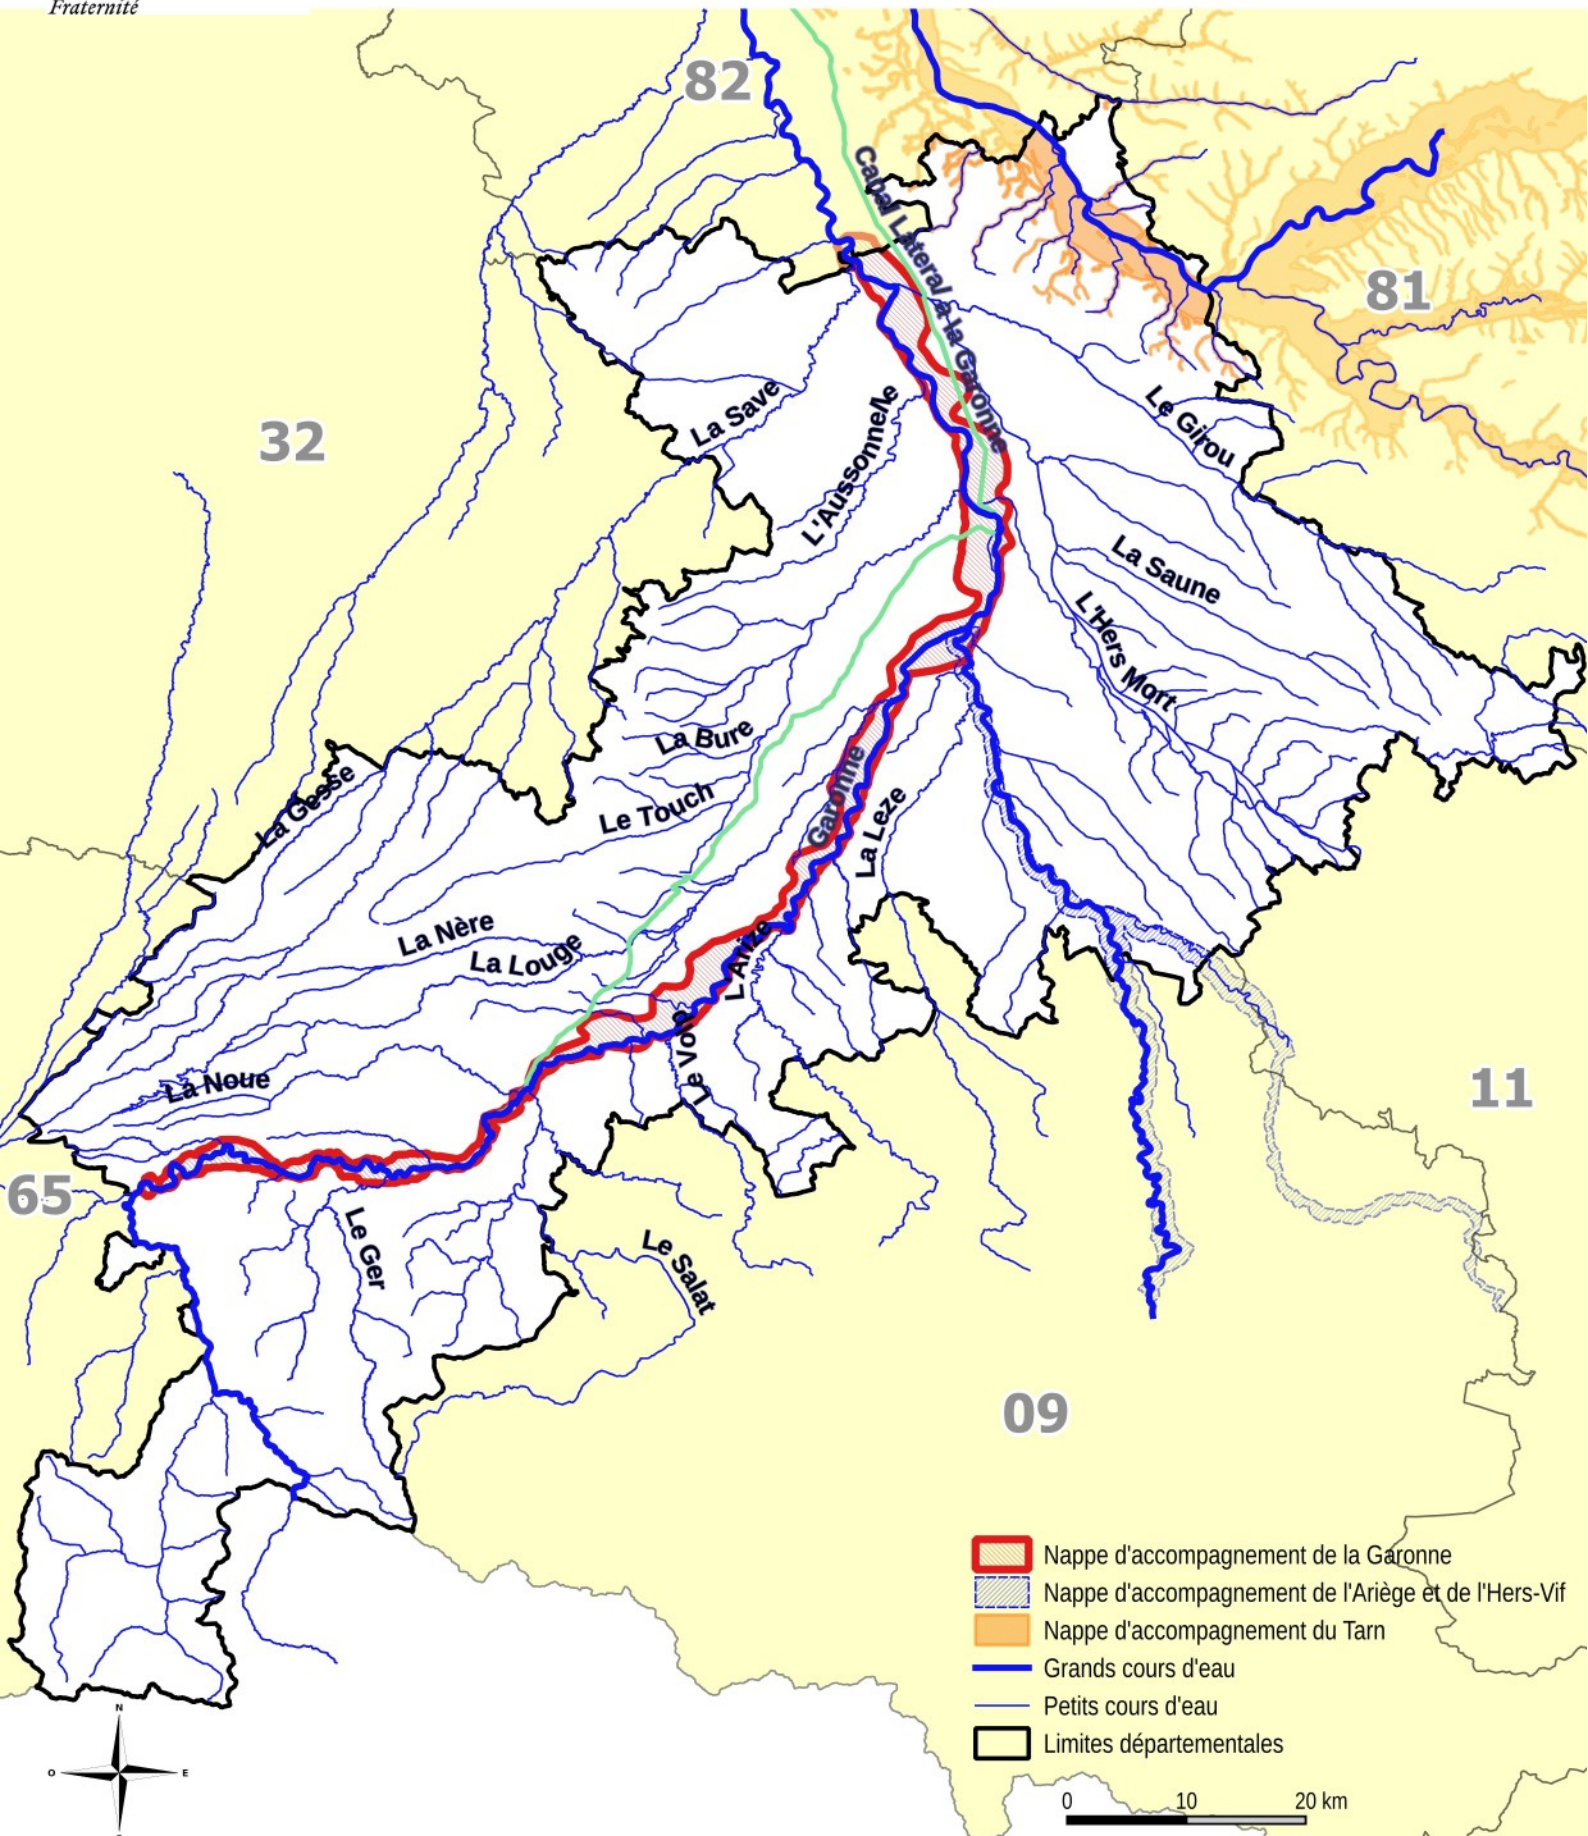 Fraternité
82
Canal Lateral à la Garonne
81
La Save
L'Aussonnelle
Le Girou
32
La Saune
L'Hers Mort
La Bure
Garonne
La Gesse
Le Touch
La Leze
La Nère
La Louge
L'Arize
Le Volp
La Noue
11
65
Le Ger
Le Salat
09
Nappe d'accompagnement de la Garonne
Nappe d'accompagnement de l'Ariège et de l'Hers-Vif
Nappe d'accompagnement du Tarn
Grands cours d'eau
Petits cours d'eau
Limites départementales
N
O E
0 10 20 km